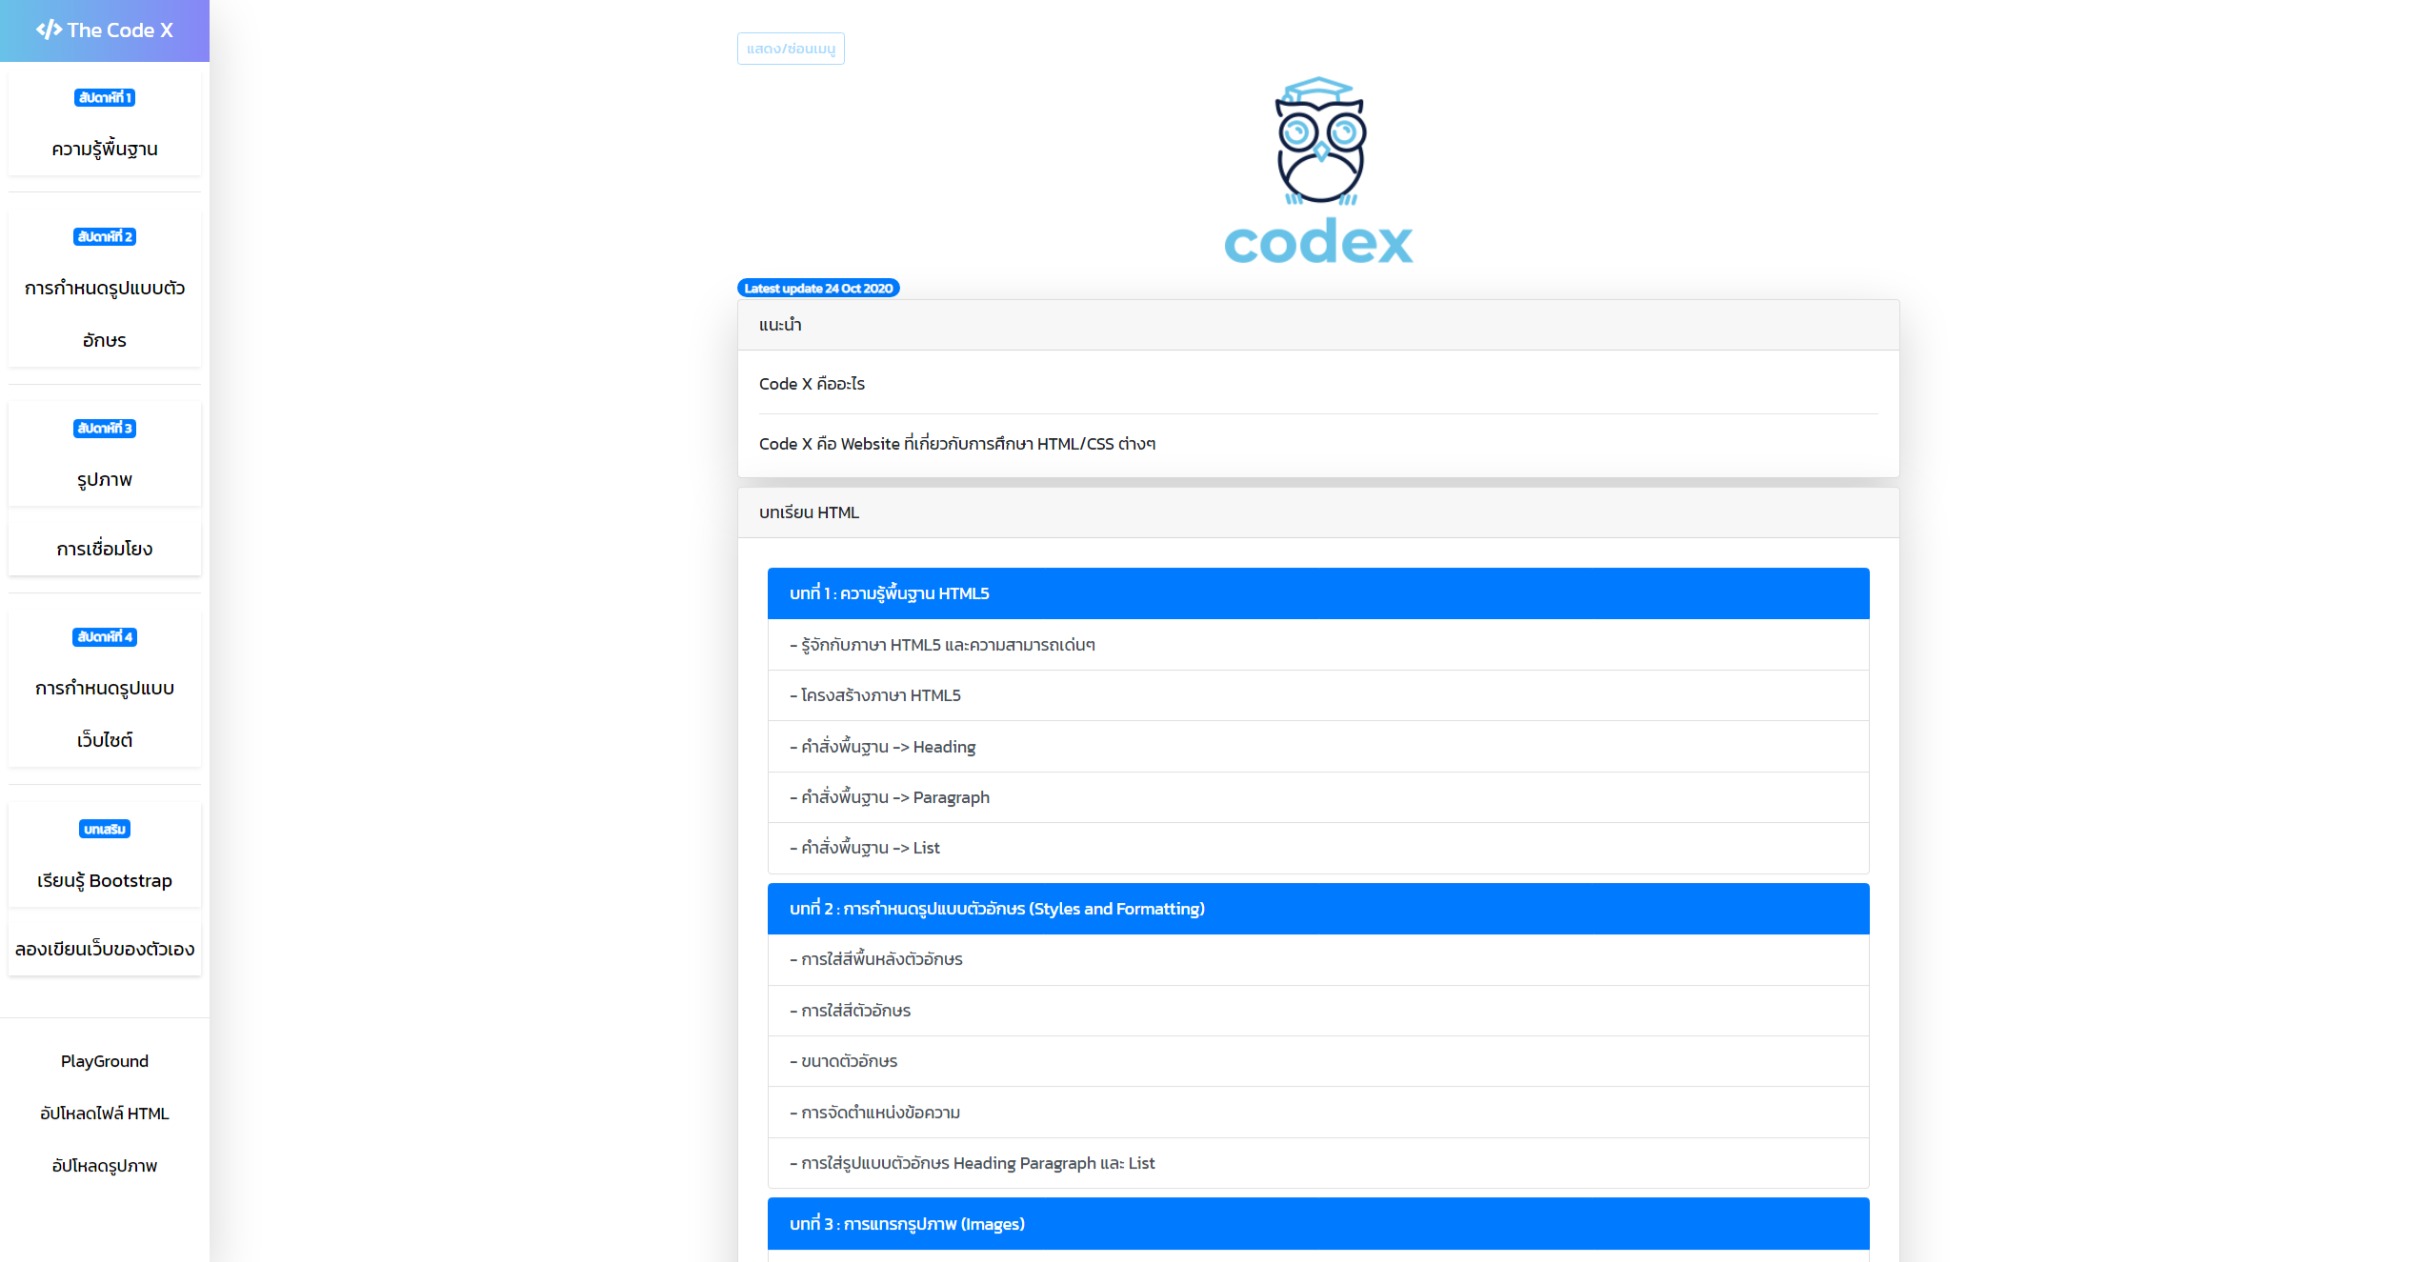 The Code X
สัปดาห์ที่ 1
ความรู้พื้นฐาน
สัปดาห์ที่ 2
การกำหนดรูปแบบตัว
อักษร
สัปดาห์ที่ 3
รูปภาพ
การเชื่อมโยง
สัปดาห์ที่ 4
การกำหนดรูปแบบ
เว็บไซต์
บทเสริม
เรียนรู้ Bootstrap
ลองเขียนเว็บของตัวเอง
PlayGround
อัปโหลดไฟล์ HTML
อัปโหลดรูปภาพ
แสดง/ซ่อนเมนู
codex
Latest update 24 Oct 2020
แนะนำ
Code X คืออะไร
Code X คือ Website ที่เกี่ยวกับการศึกษา HTML/CSS ต่างๆ
บทเรียน HTML
บทที่ 1 : ความรู้พื้นฐาน HTML5
- รู้จักกับภาษา HTML5 และความสามารถเด่นๆ
- โครงสร้างภาษา HTML5
- คำสั่งพื้นฐาน -> Heading
- คำสั่งพื้นฐาน -> Paragraph
- คำสั่งพื้นฐาน -> List
บทที่ 2 : การกำหนดรูปแบบตัวอักษร (Styles and Formatting)
- การใส่สีพื้นหลังตัวอักษร
- การใส่สีตัวอักษร
- ขนาดตัวอักษร
- การจัดตำแหน่งข้อความ
- การใส่รูปแบบตัวอักษร Heading Paragraph และ List
บทที่ 3 : การแทรกรูปภาพ (Images)